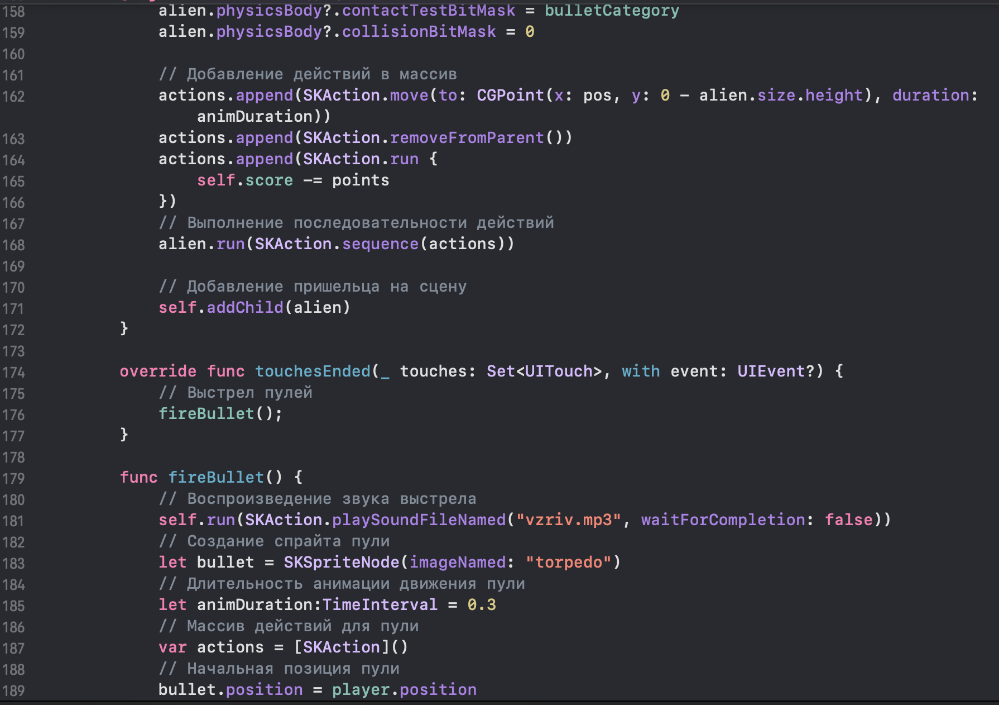 158 alien.physicsBody?.contactTestBitMask = bulletCategory
159 alien.physicsBody?.collisionBitMask = 0
160
161 // Добавление действий в массив
162 actions.append(SKAction.move(to: CGPoint(x: pos, y: 0 - alien.size.height), duration:
animDuration))
163 actions.append(SKAction.removeFromParent())
164 actions.append(SKAction.run {
165 self.score -= points
166 })
167 // Выполнение последовательности действий
168 alien.run(SKAction.sequence(actions))
169
170 // Добавление пришельца на сцену
171 self.addChild(alien)
172 }
173
174 override func touchesEnded(_ touches: Set<UITouch>, with event: UIEvent?) {
175 // Выстрел пулей
176 fireBullet();
177 }
178
179 func fireBullet() {
180 // Воспроизведение звука выстрела
181 self.run(SKAction.playSoundFileNamed("vzriv.mp3", waitForCompletion: false))
182 // Создание спрайта пули
183 let bullet = SKSpriteNode(imageNamed: "torpedo")
184 // Длительность анимации движения пули
185 let animDuration:TimeInterval = 0.3
186 // Массив действий для пули
187 var actions = [SKAction]()
188 // Начальная позиция пули
189 bullet.position = player.position